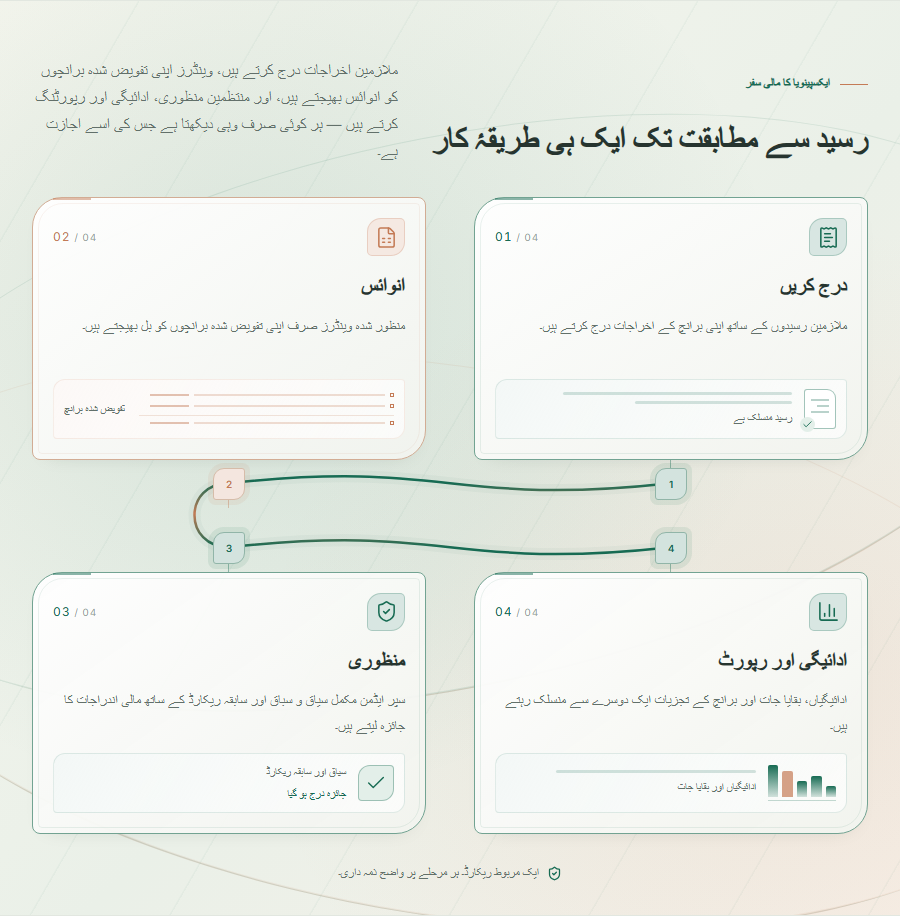 ایکسپینویا کا مالی سفر
رسید سے مطابقت تک ایک ہی طریقۂ کار
ملازمین اخراجات درج کرتے ہیں، وینڈرز اپنی تفویض شدہ برانچوں
کو انوائس بھیجتے ہیں، اور منتظمین منظوری، ادائیگی اور رپورٹنگ
کرتے ہیں — ہر کوئی صرف وہی دیکھتا ہے جس کی اسے اجازت
ہے۔
01 / 04
درج کریں
ملازمین رسیدوں کے ساتھ اپنی برانچ کے اخراجات درج کرتے ہیں۔
رسید منسلک ہے
02 / 04
انوائس
منظور شدہ وینڈرز صرف اپنی تفویض شدہ برانچوں کو بل بھیجتے ہیں۔
تفویض شدہ برانچ
1
2
3
4
03 / 04
منظوری
سپر ایڈمن مکمل سیاق و سباق اور سابقہ ریکارڈ کے ساتھ مالی اندراجات کا
جائزہ لیتے ہیں۔
سیاق اور سابقہ ریکارڈ
جائزہ درج ہو گیا
04 / 04
ادائیگی اور رپورٹ
ادائیگیاں، بقایا جات اور برانچ کے تجزیات ایک دوسرے سے منسلک رہتے
ہیں۔
ادائیگیاں اور بقایا جات
ایک مربوط ریکارڈ۔ ہر مرحلے پر واضح ذمہ داری۔